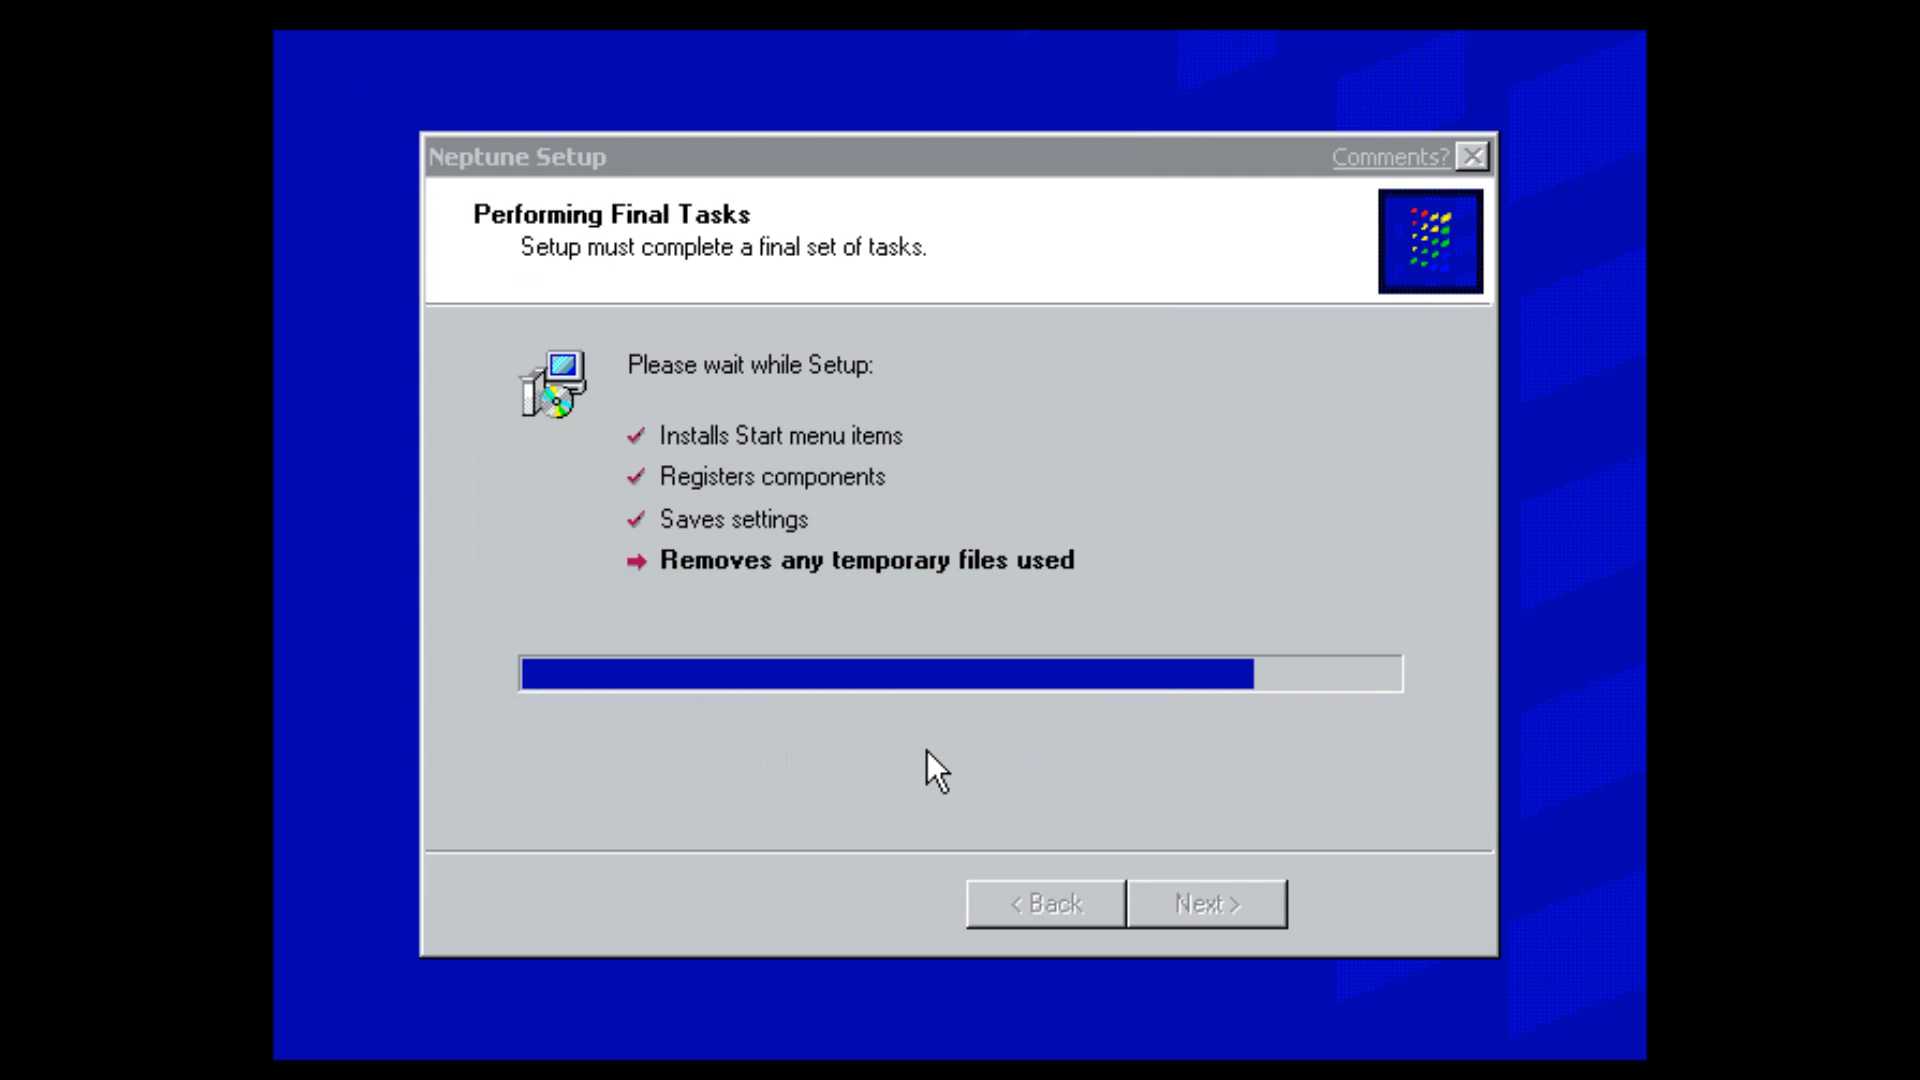 Neptune Setup
Comments?
Performing Final Tasks
Setup must complete a final set of tasks.
Please wait while Setup:
Installs Start menu items
Registers components
Saves settings
Removes any temporary files used
< Back
Next >